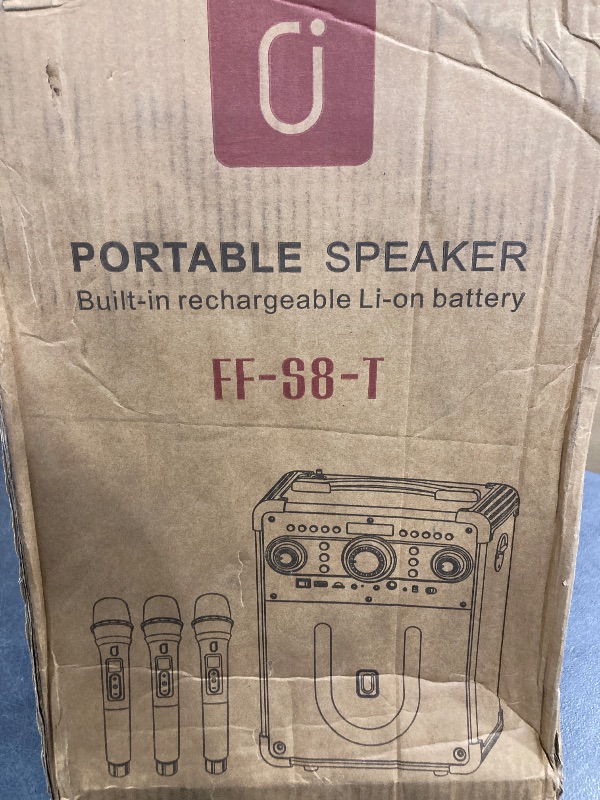 PORTABLE SPEAKER
Built-in rechargeable Li-on battery
FF-S8-T